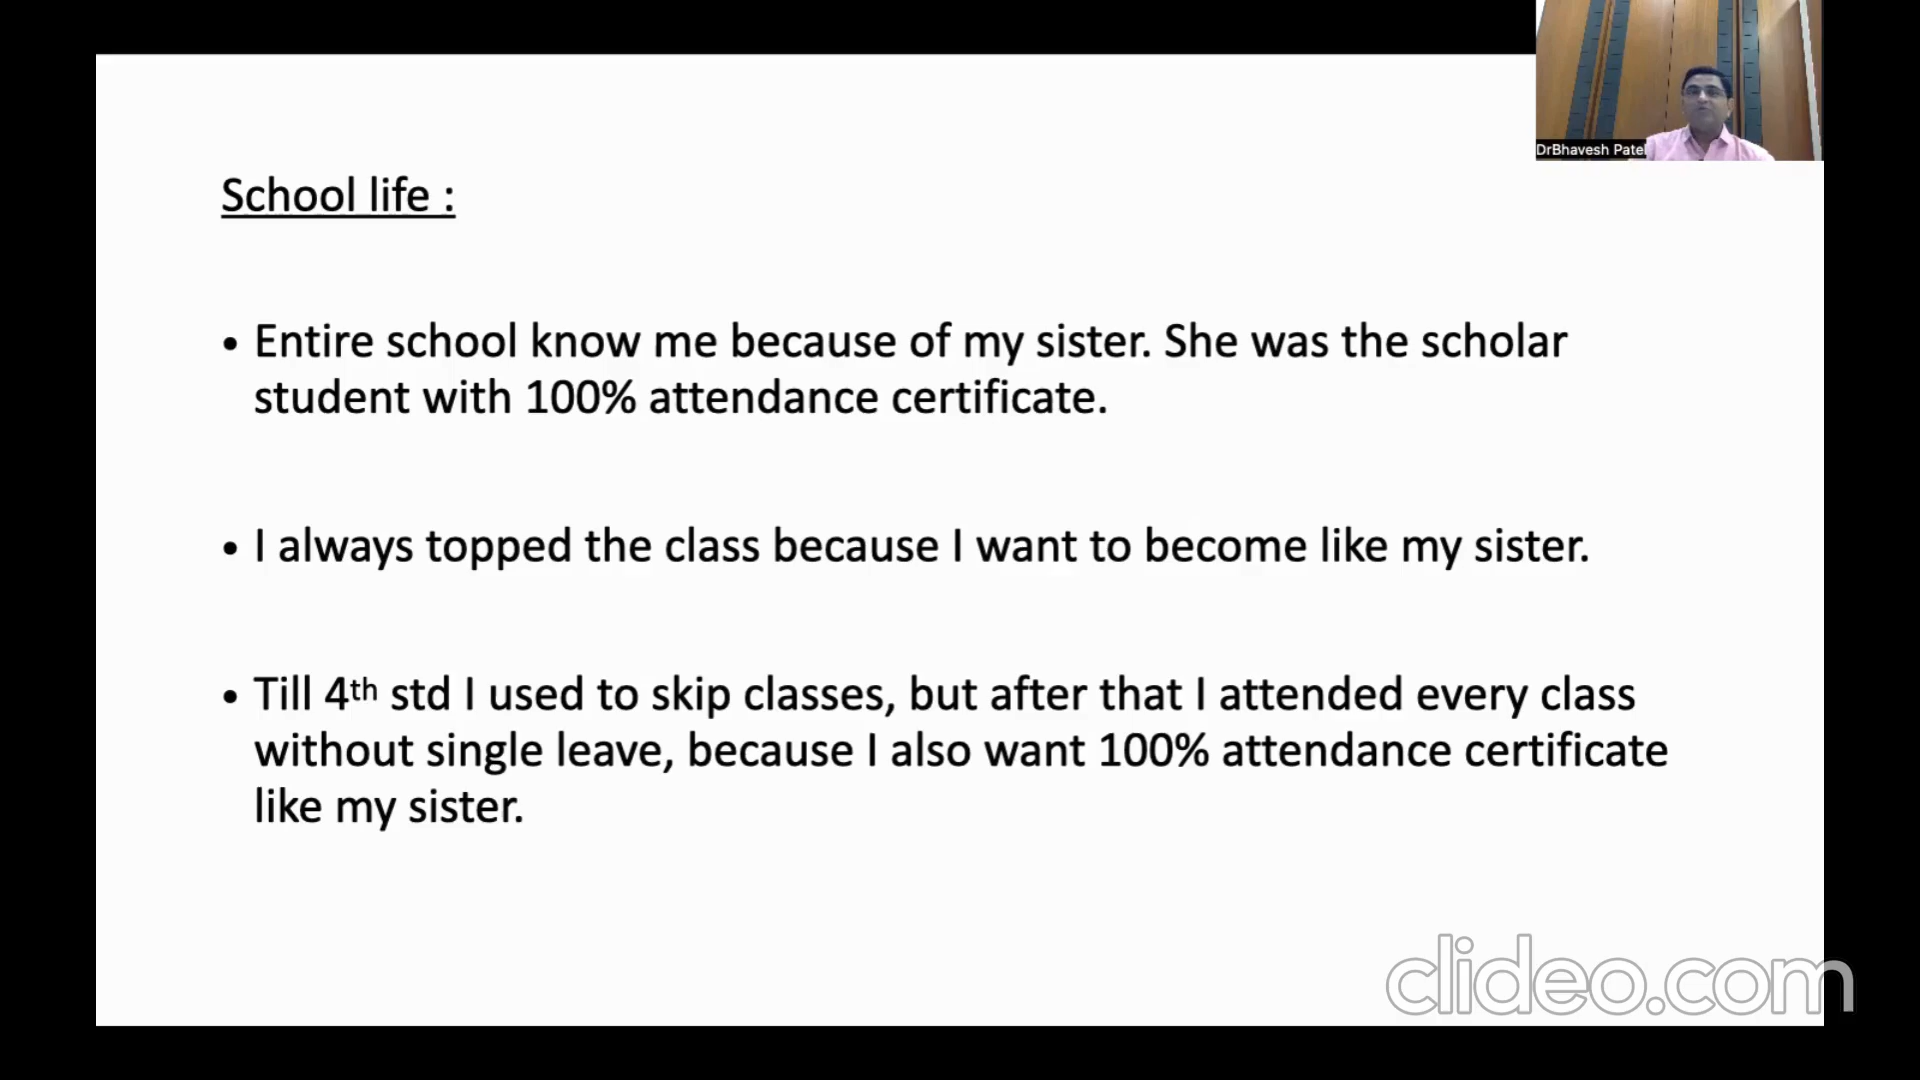 DrBhavesh Patel
School life :
• Entire school know me because of my sister. She was the scholar
student with 100% attendance certificate.
• I always topped the class because I want to become like my sister.
• Till 4th std I used to skip classes, but after that I attended every class
without single leave, because I also want 100% attendance certificate
like my sister.
clideo.com